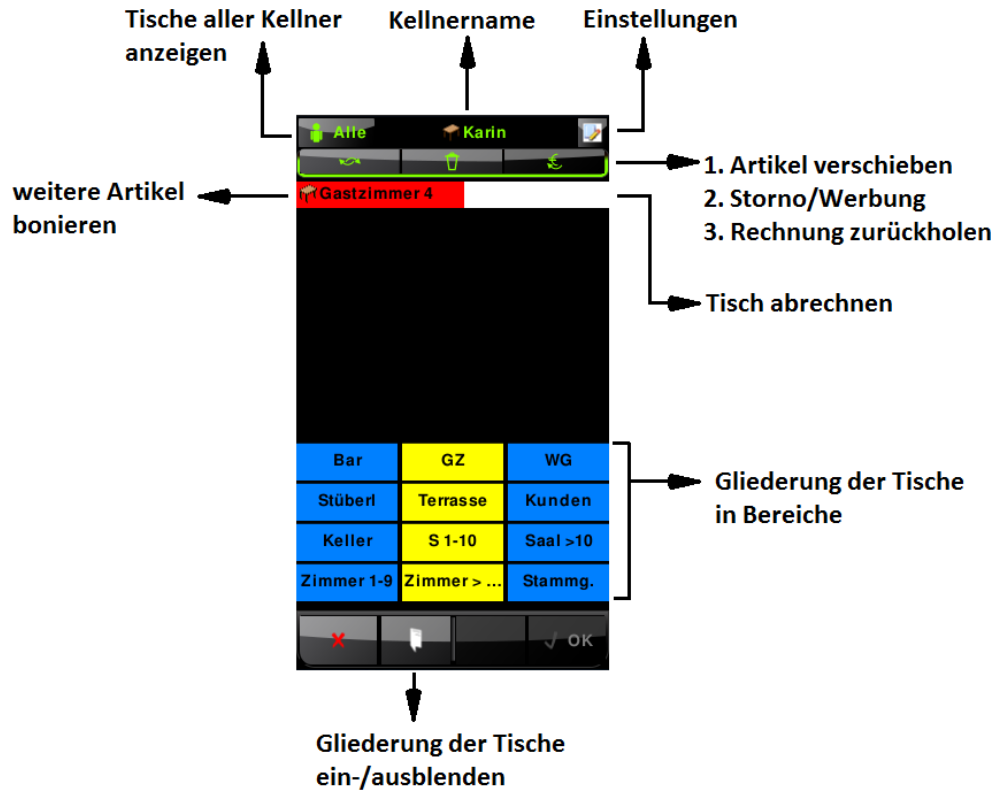 Tische aller Kellner
anzeigen
Kellnername
Einstellungen
Alle
Karin
1. Artikel verschieben
2. Storno/Werbung
3. Rechnung zurückholen
weitere Artikel
bonieren
Gastzimmer 4
Tisch abrechnen
Bar GZ WG
Stüberl Terrasse Kunden
Keller S 1-10 Saal >10
Zimmer 1-9 Zimmer > ... Stammg.
Gliederung der Tische
in Bereiche
OK
Gliederung der Tische
ein-/ausblenden